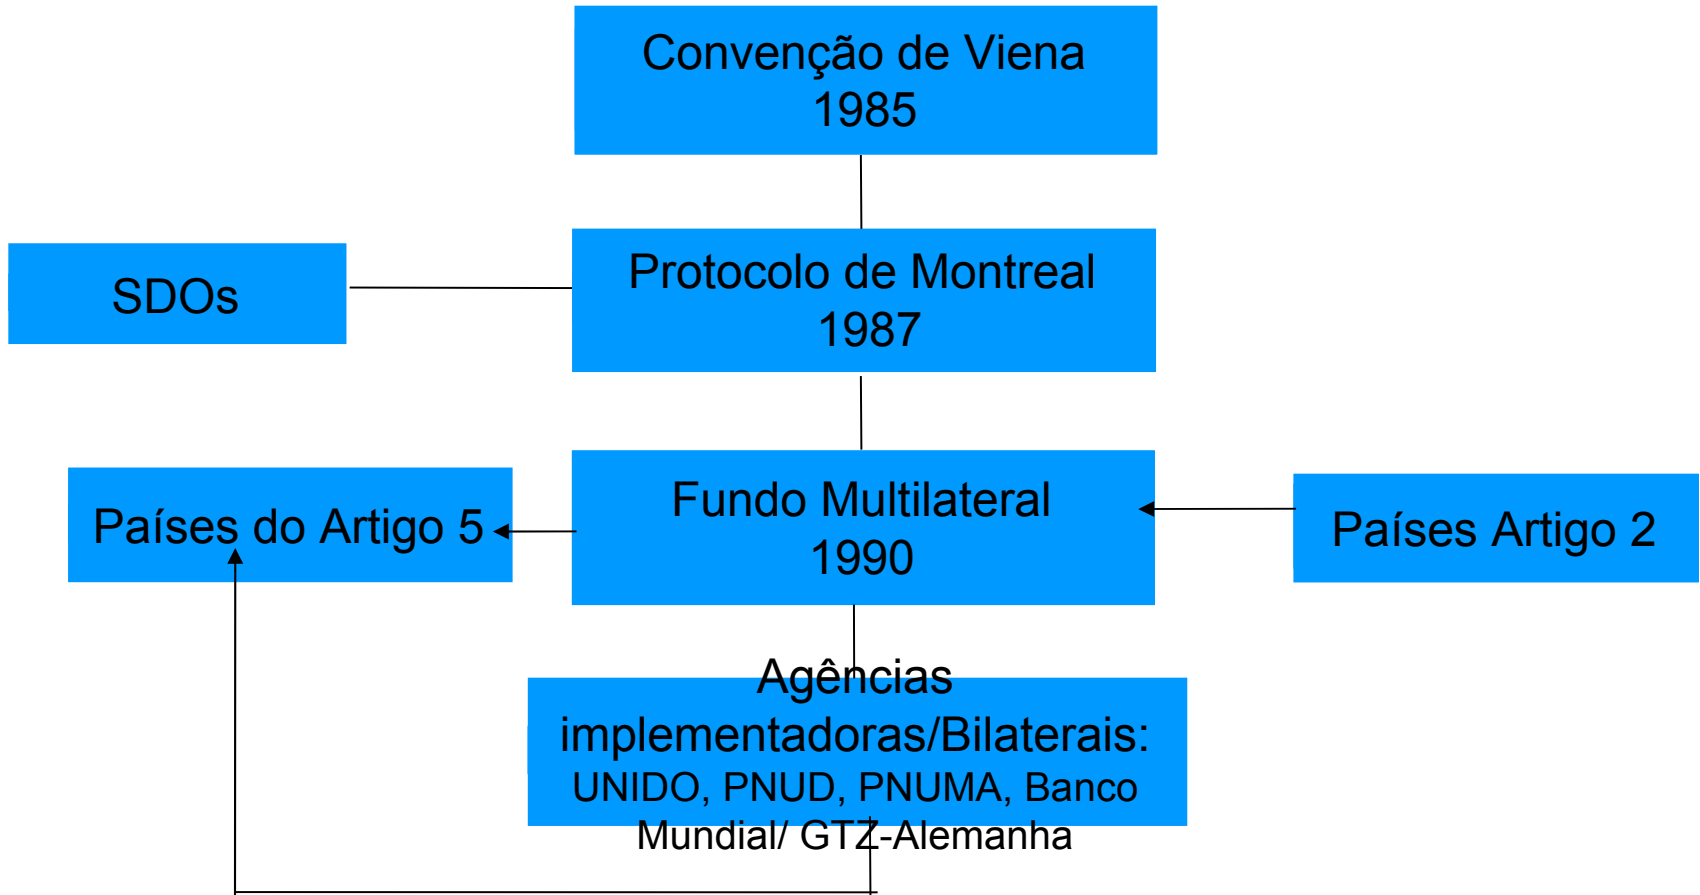 Convenção de Viena
1985
SDOs
Protocolo de Montreal
1987
Países do Artigo 5
Fundo Multilateral
1990
Países Artigo 2
Agências
implementadoras/Bilaterais:
UNIDO, PNUD, PNUMA, Banco
Mundial/ GTZ-Alemanha